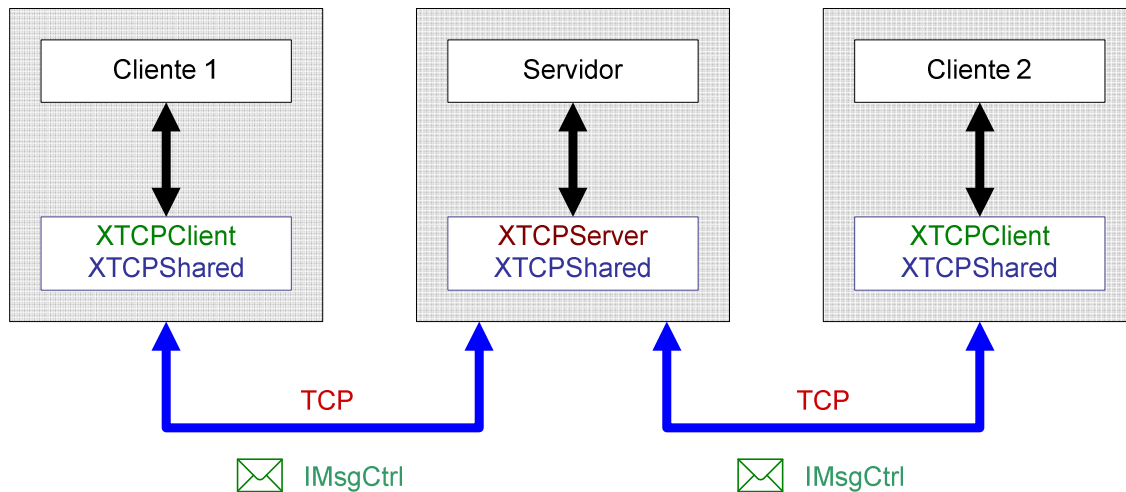 Cliente 1
Servidor
Cliente 2
XTCPClient
XTCPShared
XTCPServer
XTCPShared
XTCPClient
XTCPShared
TCP
TCP
IMsgCtrl
IMsgCtrl